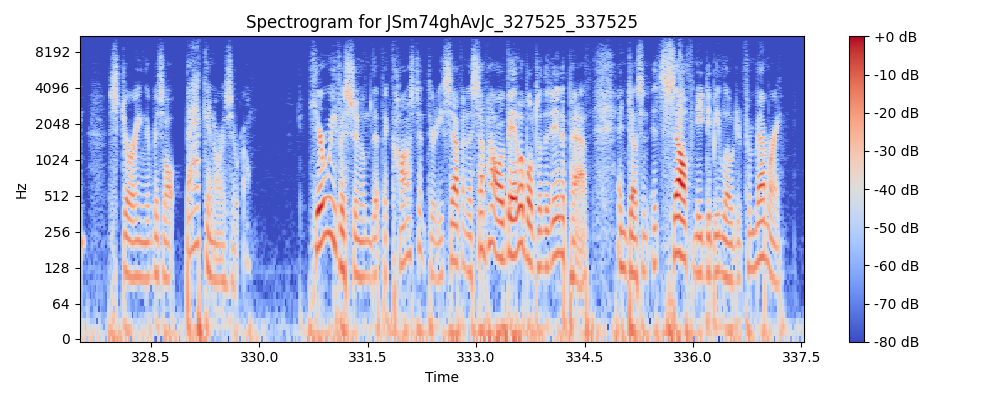 Spectrogram for JSm74ghAvJc_327525_337525
8192
4096
2048
1024
512
256
128
64
0
Hz
328.5 330.0 331.5 333.0 334.5 336.0 337.5
Time
+0 dB
-10 dB
-20 dB
-30 dB
-40 dB
-50 dB
-60 dB
-70 dB
-80 dB